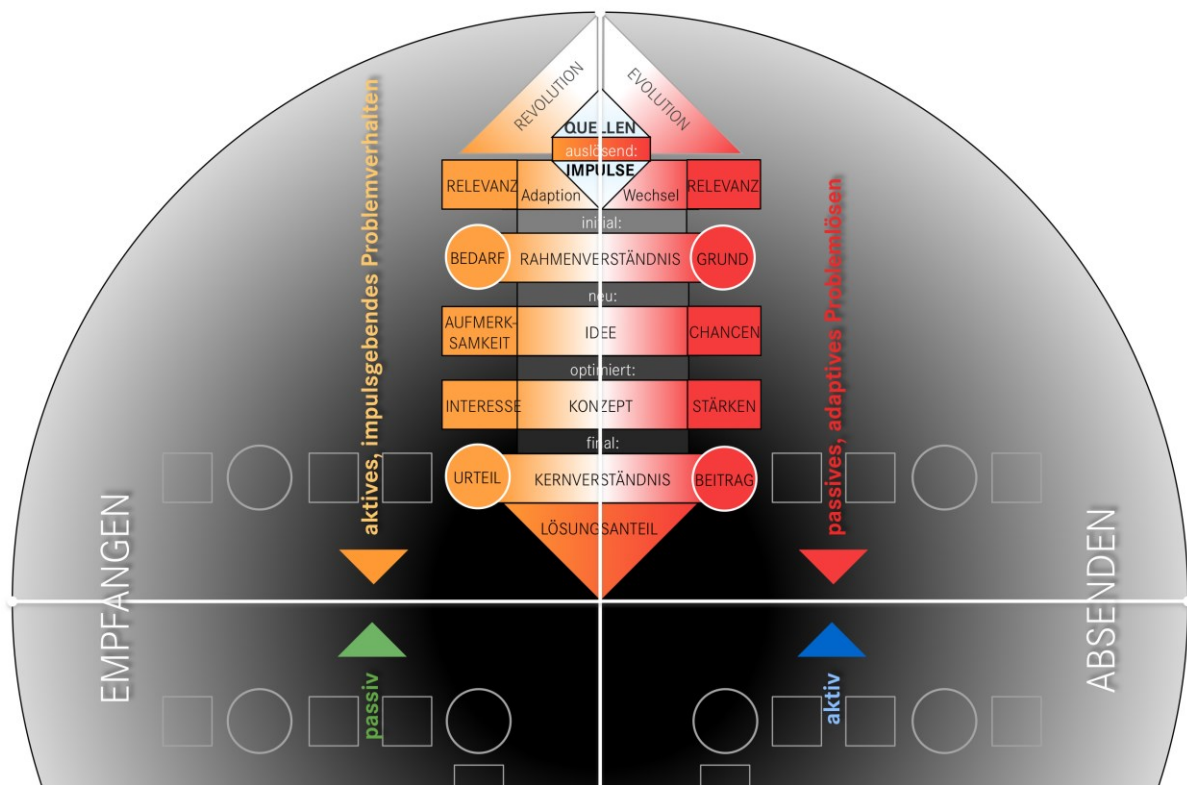 REVOLUTION
EVOLUTION
QUELLEN
auslösend:
IMPULSE
RELEVANZ
Adaption
Wechsel
RELEVANZ
initial:
BEDARF
RAHMENVERSTÄNDNIS
GRUND
neu:
AUFMERK-
SAMKEIT
IDEE
CHANCEN
optimiert:
INTERESSE
KONZEPT
STÄRKEN
final:
URTEIL
KERNVERSTÄNDNIS
BEITRAG
LÖSUNGSANTEIL
aktives, impulsgebendes Problemverhalten
passives, adaptives Problomlösen
EMPFANGEN
ABSENDEN
passiv
aktiv